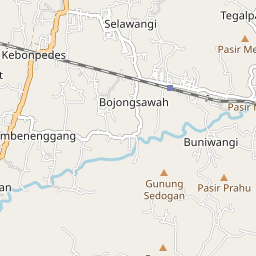 Selawangi
Tegalpa
Kebonpedes
Pasir Me
t
Bojongsawah
Pasir M
mbenenggang
Buniwangi
an
Gunung
Sedogan
Pasir Prahu